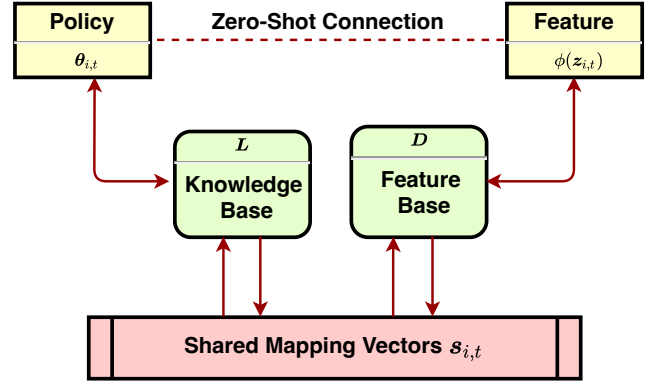 Policy
θ_{i,t}
Zero-Shot Connection
Feature
ϕ(z_{i,t})
L
Knowledge
Base
D
Feature
Base
Shared Mapping Vectors s_{i,t}